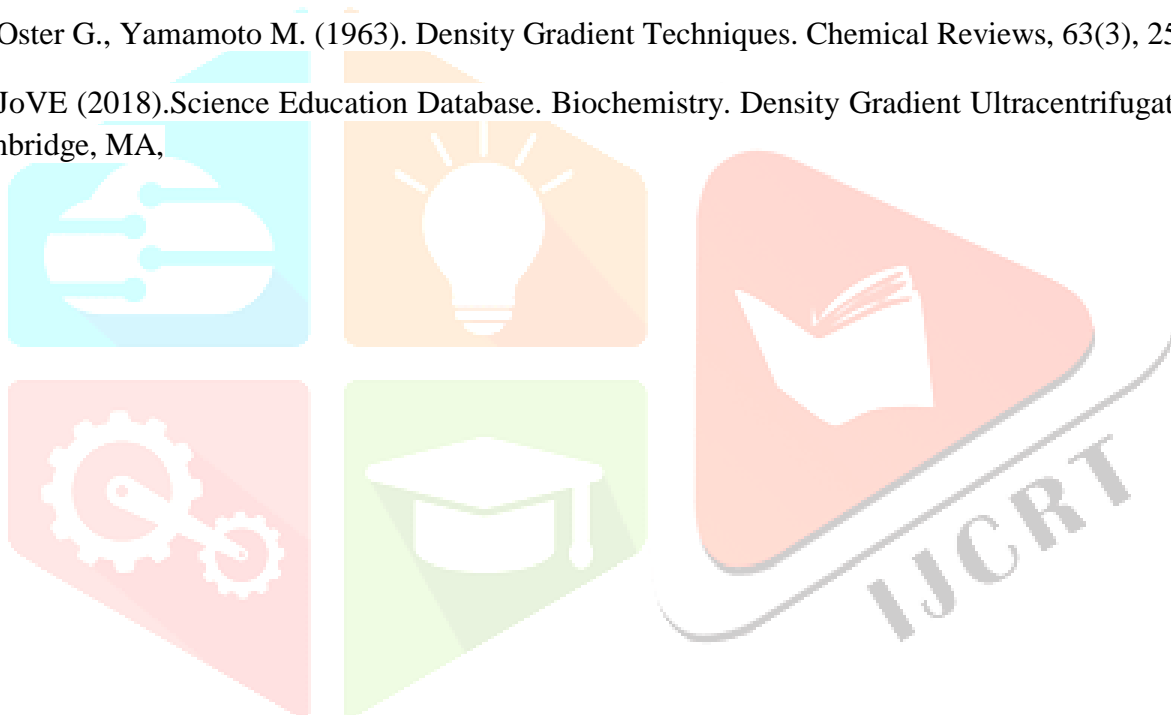 Oster G., Yamamoto M. (1963). Density Gradient Techniques. Chemical Reviews, 63(3), 25
JoVE (2018).Science Education Database. Biochemistry. Density Gradient Ultracentrifugat
nbridge, MA,
IJCRT